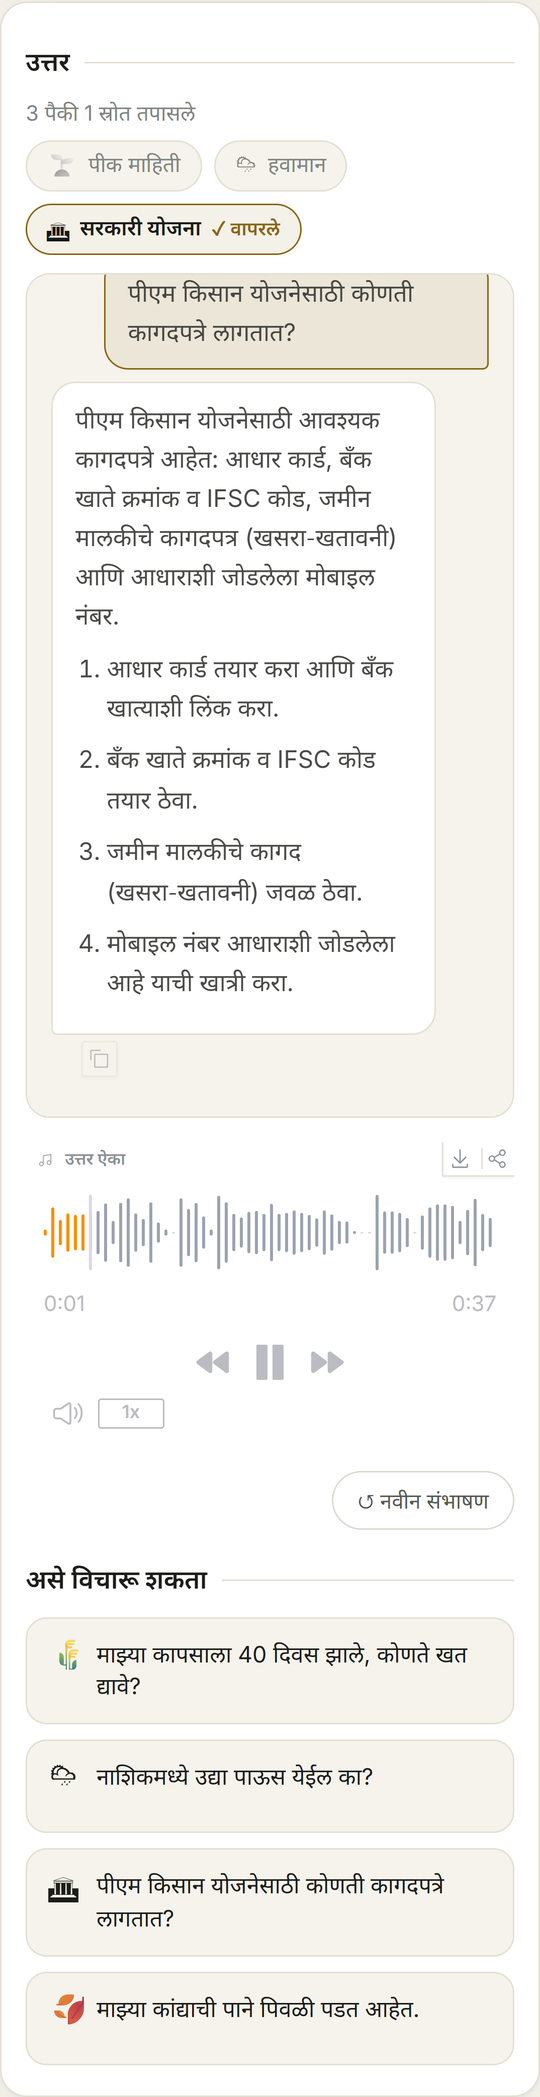 उत्तर
3 पैकी 1 स्रोत तपासले
पीक माहिती
हवामान
सरकारी योजना ✓ वापरले
पीएम किसान योजनेसाठी कोणती
कागदपत्रे लागतात?
पीएम किसान योजनेसाठी आवश्यक
कागदपत्रे आहेत: आधार कार्ड, बँक
खाते क्रमांक व IFSC कोड, जमीन
मालकीचे कागदपत्र (खसरा-खतावनी)
आणि आधाराशी जोडलेला मोबाइल
नंबर.
1. आधार कार्ड तयार करा आणि बँक
खात्याशी लिंक करा.
2. बँक खाते क्रमांक व IFSC कोड
तयार ठेवा.
3. जमीन मालकीचे कागद
(खसरा-खतावनी) जवळ ठेवा.
4. मोबाइल नंबर आधाराशी जोडलेला
आहे याची खात्री करा.
उत्तर ऐका
0:01
0:37
1x
↺ नवीन संभाषण
असे विचारू शकता
माझ्या कापसाला 40 दिवस झाले, कोणते खत
द्यावे?
नाशिकमध्ये उद्या पाऊस येईल का?
पीएम किसान योजनेसाठी कोणती कागदपत्रे
लागतात?
माझ्या कांद्याची पाने पिवळी पडत आहेत.